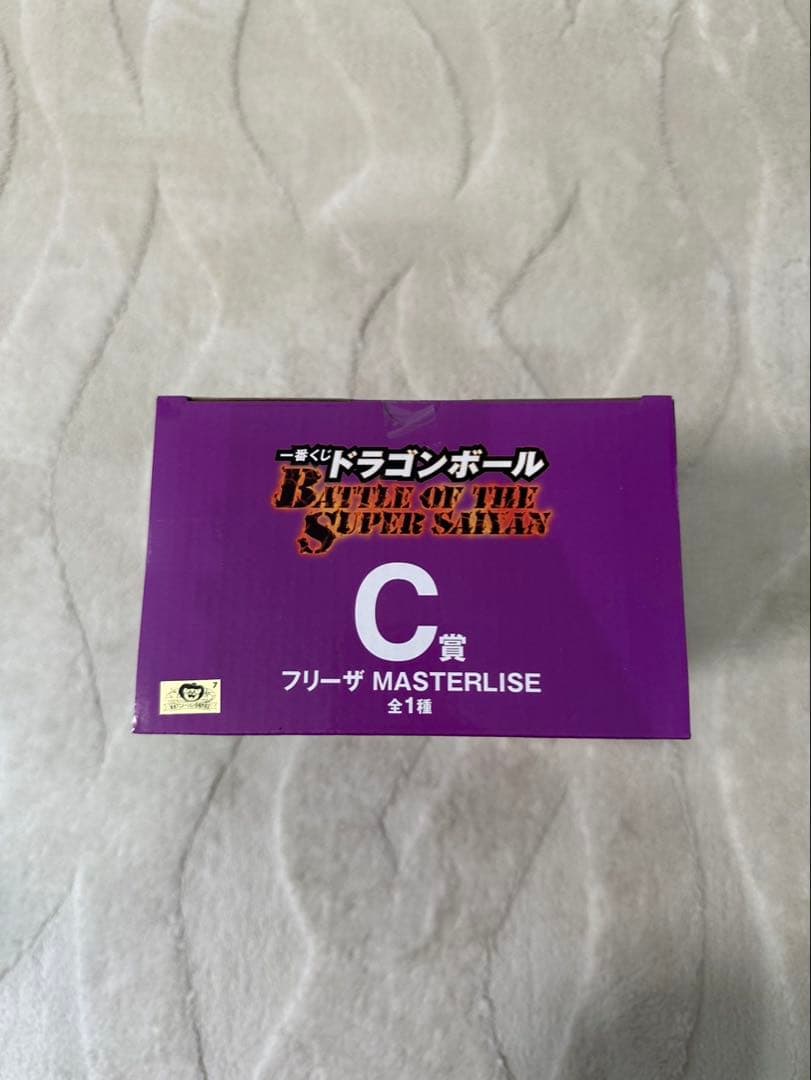 一番くじ ドラゴンボール
BATTLE OF THE
SUPER SAIYAN
C賞
フリーザ MASTERLISE
全1種
7